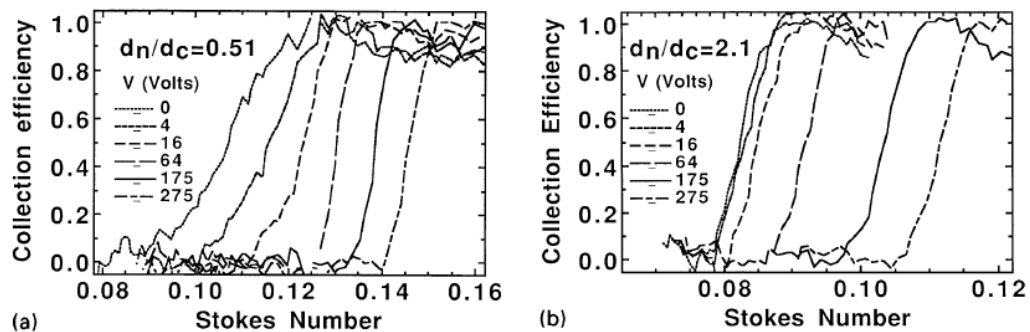 1.0
0.8
0.6
0.4
0.2
0.0
Collection efficiency
dn/dc=0.51
V (Volts)
0
4
16
64
175
275
0.08 0.10 0.12 0.14 0.16
Stokes Number
(a)
1.0
0.8
0.6
0.4
0.2
0.0
Collection Efficiency
dn/dc=2.1
V (Volts)
0
4
16
64
175
275
0.08 0.10 0.12
Stokes Number
(b)